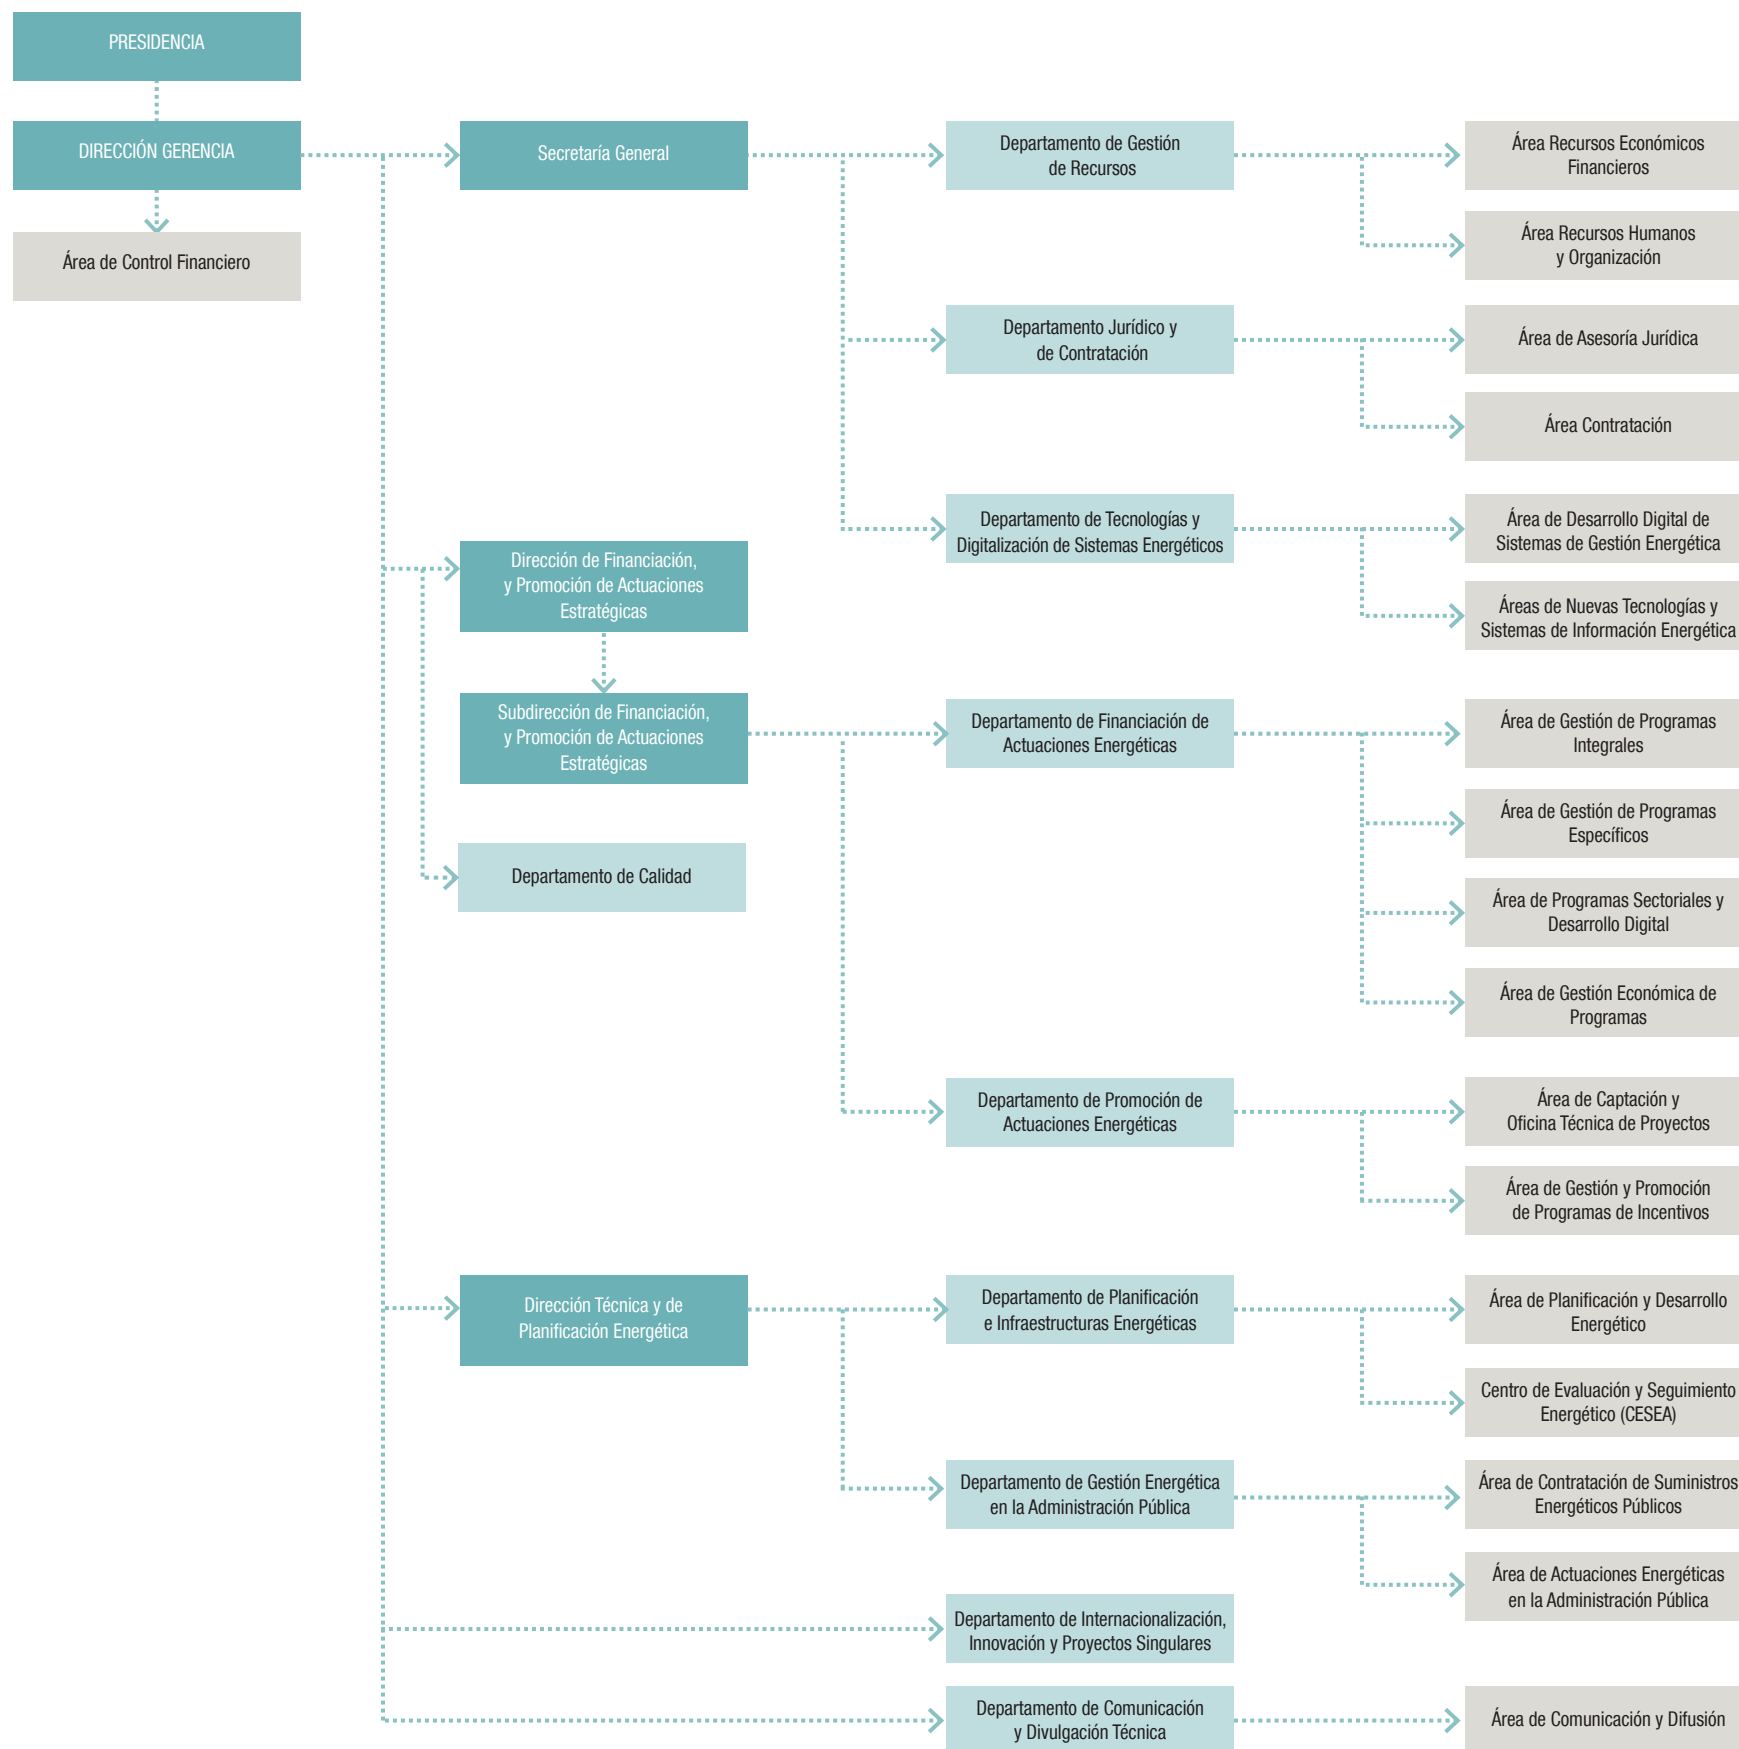 PRESIDENCIA
DIRECCIÓN GERENCIA
Área de Control Financiero
Secretaría General
Departamento de Gestión
de Recursos
Área Recursos Económicos
Financieros
Área Recursos Humanos
y Organización
Departamento Jurídico y
de Contratación
Área de Asesoría Jurídica
Área Contratación
Departamento de Tecnologías y
Digitalización de Sistemas Energéticos
Área de Desarrollo Digital de
Sistemas de Gestión Energética
Áreas de Nuevas Tecnologías y
Sistemas de Información Energética
Dirección de Financiación,
y Promoción de Actuaciones
Estratégicas
Subdirección de Financiación,
y Promoción de Actuaciones
Estratégicas
Departamento de Calidad
Departamento de Financiación de
Actuaciones Energéticas
Área de Gestión de Programas
Integrales
Área de Gestión de Programas
Específicos
Área de Programas Sectoriales y
Desarrollo Digital
Área de Gestión Económica de
Programas
Departamento de Promoción de
Actuaciones Energéticas
Área de Captación y
Oficina Técnica de Proyectos
Área de Gestión y Promoción
de Programas de Incentivos
Dirección Técnica y de
Planificación Energética
Departamento de Planificación
e Infraestructuras Energéticas
Área de Planificación y Desarrollo
Energético
Centro de Evaluación y Seguimiento
Energético (CESEA)
Departamento de Gestión Energética
en la Administración Pública
Área de Contratación de Suministros
Energéticos Públicos
Área de Actuaciones Energéticas
en la Administración Pública
Departamento de Internacionalización,
Innovación y Proyectos Singulares
Departamento de Comunicación
y Divulgación Técnica
Área de Comunicación y Difusión